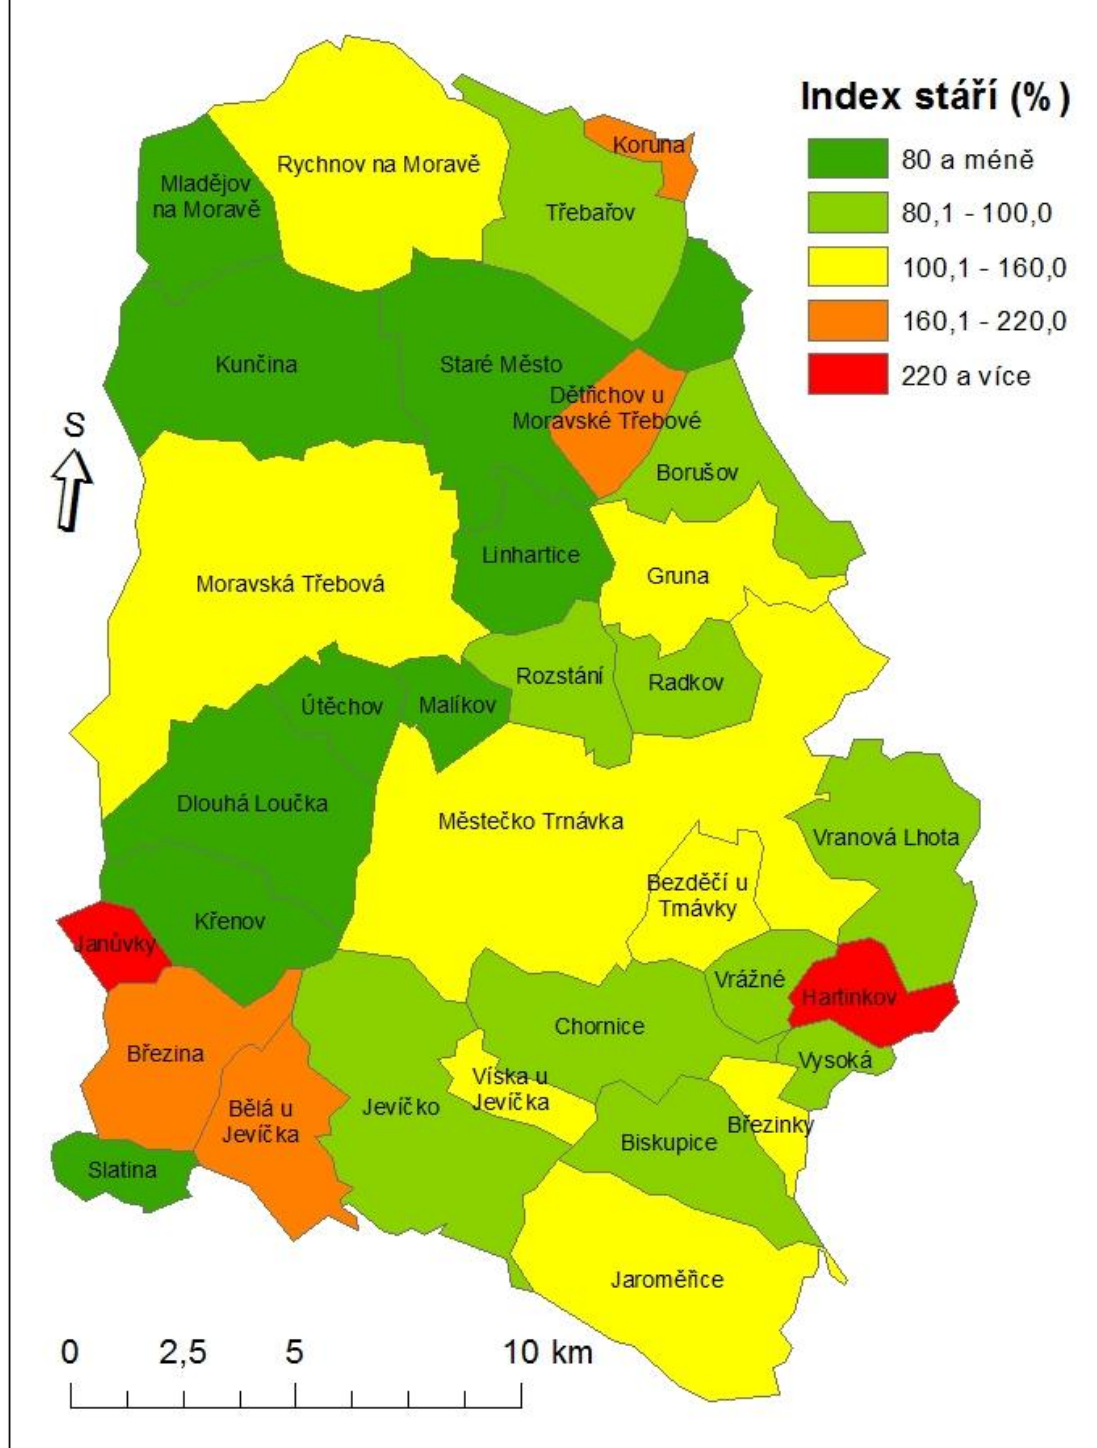 Index stáří (%)
80 a méně
80,1 - 100,0
100,1 - 160,0
160,1 - 220,0
220 a více
Koruna
Rychnov na Moravě
Mladějov
na Moravě
Třebařov
Kunčina
Staré Město
Dětřichov u
Moravské Třebové
S
Borušov
Linhartice
Gruna
Moravská Třebová
Rozstání
Radkov
Útěchov
Malíkov
Dlouhá Loučka
Městečko Trnávka
Vranová Lhota
Bezděčí u
Trnávky
Křenov
Janůvky
Vrážné
Hartinkov
Chornice
Březina
Vysoká
Víska u
Jevíčka
Jevíčko
Bělá u
Jevíčka
Březinky
Biskupice
Slatina
Jaroměřice
0 2,5 5 10 km